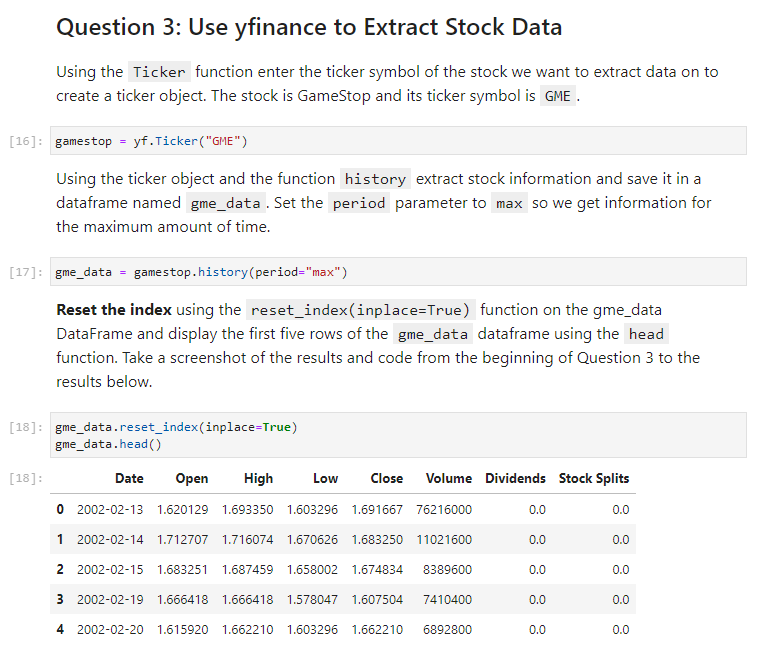 Question 3: Use yfinance to Extract Stock Data
Using the Ticker function enter the ticker symbol of the stock we want to extract data on to
create a ticker object. The stock is GameStop and its ticker symbol is GME .
[16]: gamestop = yf.Ticker("GME")
Using the ticker object and the function history extract stock information and save it in a
dataframe named gme_data . Set the period parameter to max so we get information for
the maximum amount of time.
[17]: gme_data = gamestop.history(period="max")
Reset the index using the reset_index(inplace=True) function on the gme_data
DataFrame and display the first five rows of the gme_data dataframe using the head
function. Take a screenshot of the results and code from the beginning of Question 3 to the
results below.
[18]: gme_data.reset_index(inplace=True)
gme_data.head()
[18]: Date Open High Low Close Volume Dividends Stock Splits
0 2002-02-13 1.620129 1.693350 1.603296 1.691667 76216000 0.0 0.0
1 2002-02-14 1.712707 1.716074 1.670626 1.683250 11021600 0.0 0.0
2 2002-02-15 1.683251 1.687459 1.658002 1.674834 8389600 0.0 0.0
3 2002-02-19 1.666418 1.666418 1.578047 1.607504 7410400 0.0 0.0
4 2002-02-20 1.615920 1.662210 1.603296 1.662210 6892800 0.0 0.0